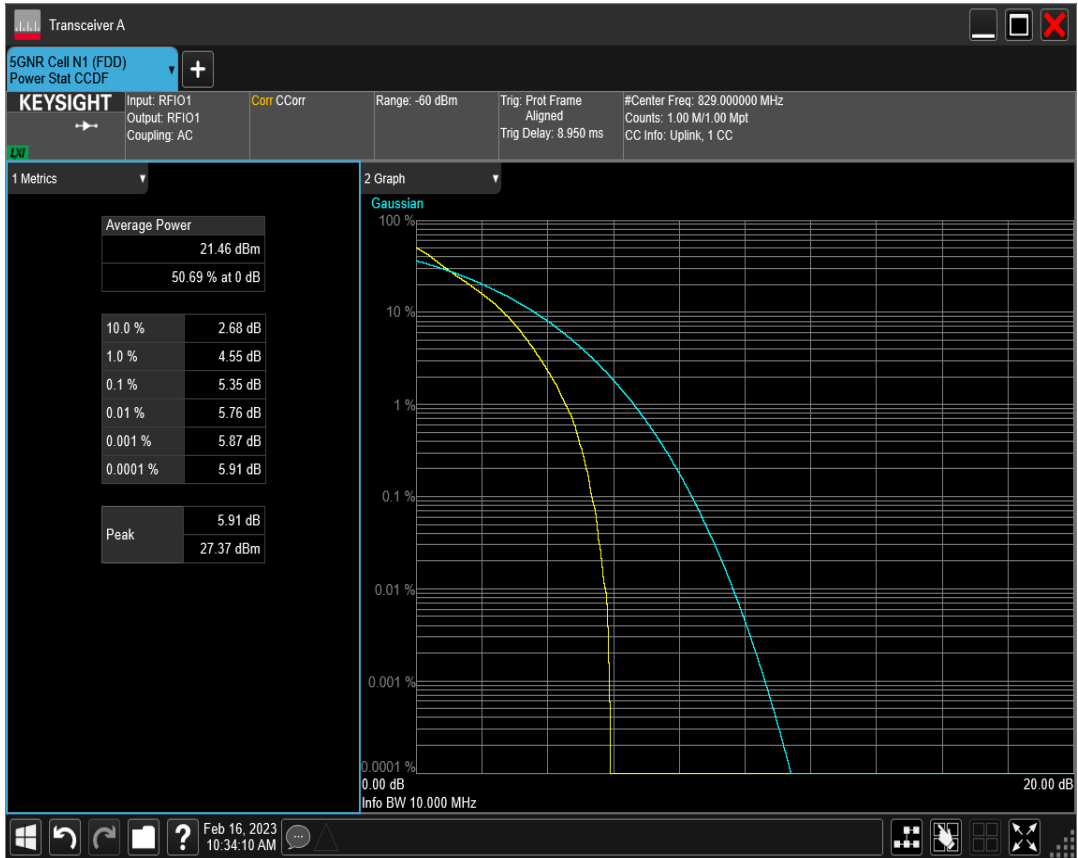 Transceiver A
5GNR Cell N1 (FDD)
Power Stat CCDF
+
KEYSIGHT
LXI
Input: RFIO1
Output: RFIO1
Coupling: AC
Corr CCorr
Range: -60 dBm
Trig: Prot Frame
Aligned
Trig Delay: 8.950 ms
#Center Freq: 829.000000 MHz
Counts: 1.00 M/1.00 Mpt
CC Info: Uplink, 1 CC
1 Metrics
Average Power
21.46 dBm
50.69 % at 0 dB
10.0 % 2.68 dB
1.0 % 4.55 dB
0.1 % 5.35 dB
0.01 % 5.76 dB
0.001 % 5.87 dB
0.0001 % 5.91 dB
Peak
5.91 dB
27.37 dBm
2 Graph
Gaussian
100 %
10 %
1 %
0.1 %
0.01 %
0.001 %
0.0001 %
0.00 dB 20.00 dB
Info BW 10.000 MHz
?
Feb 16, 2023
10:34:10 AM